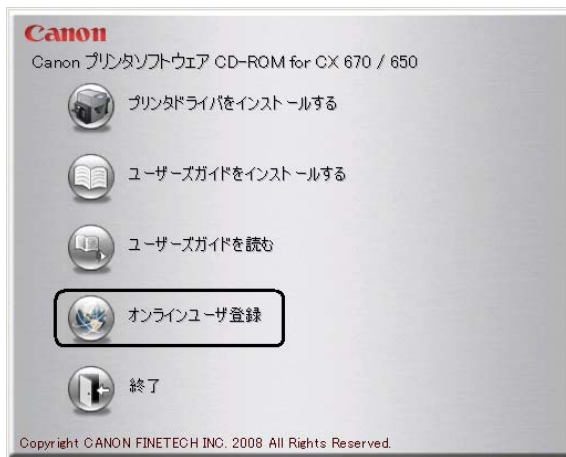 Canon
Canon プリンタソフトウェア CD-ROM for CX 670 / 650
プリンタドライバをインストールする
ユーザーズガイドをインストールする
ユーザーズガイドを読む
オンラインユーザ登録
終了
Copyright CANON FINETECH INC. 2008 All Rights Reserved.